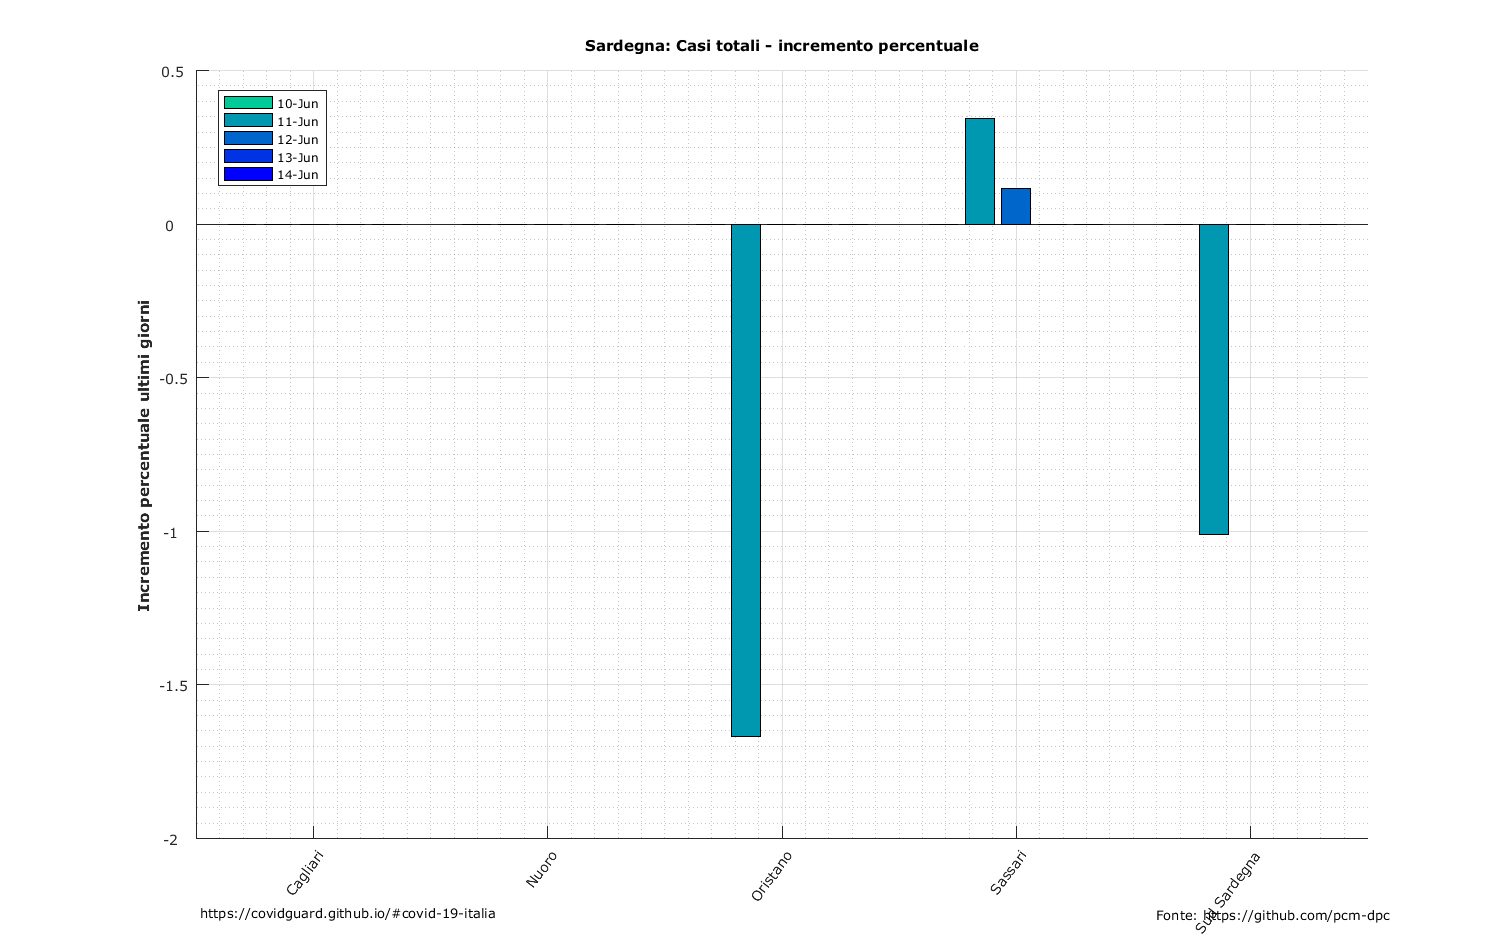 Sardegna: Casi totali - incremento percentuale
0.5
0
-0.5
-1
-1.5
-2
Incremento percentuale ultimi giorni
10-Jun
11-Jun
12-Jun
13-Jun
14-Jun
Cagliari
Nuoro
Oristano
Sassari
Sud Sardegna
https://covidguard.github.io/#covid-19-italia
Fonte: https://github.com/pcm-dpc